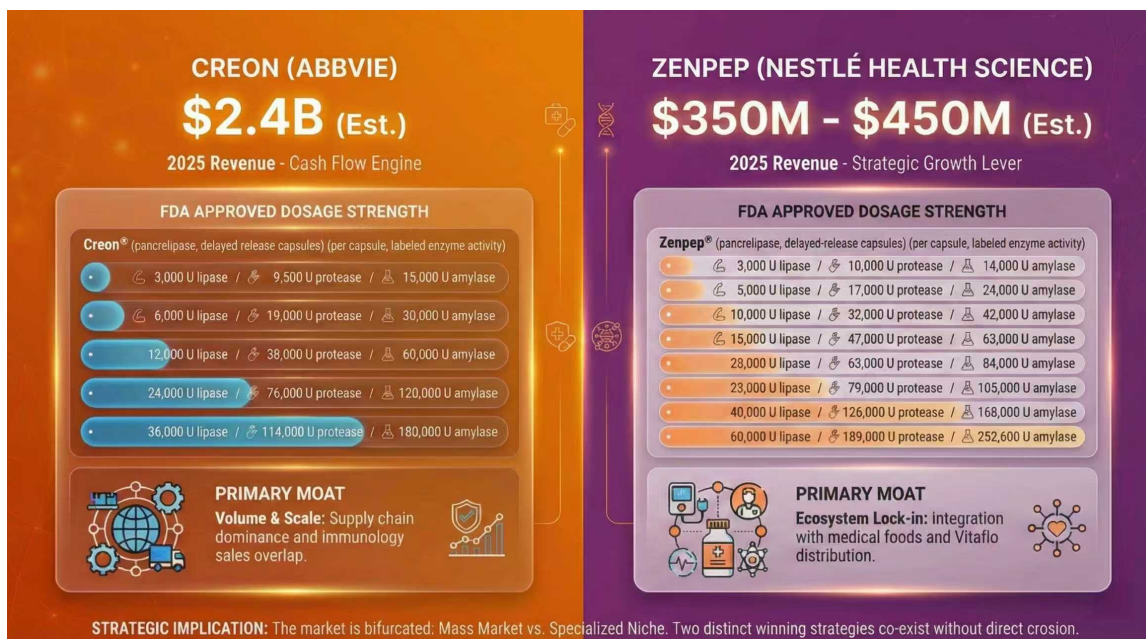 CREON (ABBVIE)
$2.4B (Est.)
2025 Revenue - Cash Flow Engine
FDA APPROVED DOSAGE STRENGTH
Creon® (pancrelipase, delayed release capsules) (per capsule, labeled enzyme activity)
3,000 U lipase / 9,500 U protease / 15,000 U amylase
6,000 U lipase / 19,000 U protease / 30,000 U amylase
12,000 U lipase / 38,000 U protease / 60,000 U amylase
24,000 U lipase / 76,000 U protease / 120,000 U amylase
36,000 U lipase / 114,000 U protease / 180,000 U amylase
PRIMARY MOAT
Volume & Scale: Supply chain
dominance and immunology
sales overlap.
ZENPEP (NESTLÉ HEALTH SCIENCE)
$350M - $450M (Est.)
2025 Revenue - Strategic Growth Lever
FDA APPROVED DOSAGE STRENGTH
Zenpep® (pancrelipase, delayed-release capsules) (per capsule, labeled enzyme activity)
3,000 U lipase / 10,000 U protease / 14,000 U amylase
5,000 U lipase / 17,000 U protease / 24,000 U amylase
10,000 U lipase / 32,000 U protease / 42,000 U amylase
15,000 U lipase / 47,000 U protease / 63,000 U amylase
28,000 U lipase / 63,000 U protease / 84,000 U amylase
23,000 U lipase / 79,000 U protease / 105,000 U amylase
40,000 U lipase / 126,000 U protease / 168,000 U amylase
60,000 U lipase / 189,000 U protease / 252,600 U amylase
PRIMARY MOAT
Ecosystem Lock-in: integration
with medical foods and Vitaflo
distribution.
STRATEGIC IMPLICATION: The market is bifurcated: Mass Market vs. Specialized Niche. Two distinct winning strategies co-exist without direct crosion.